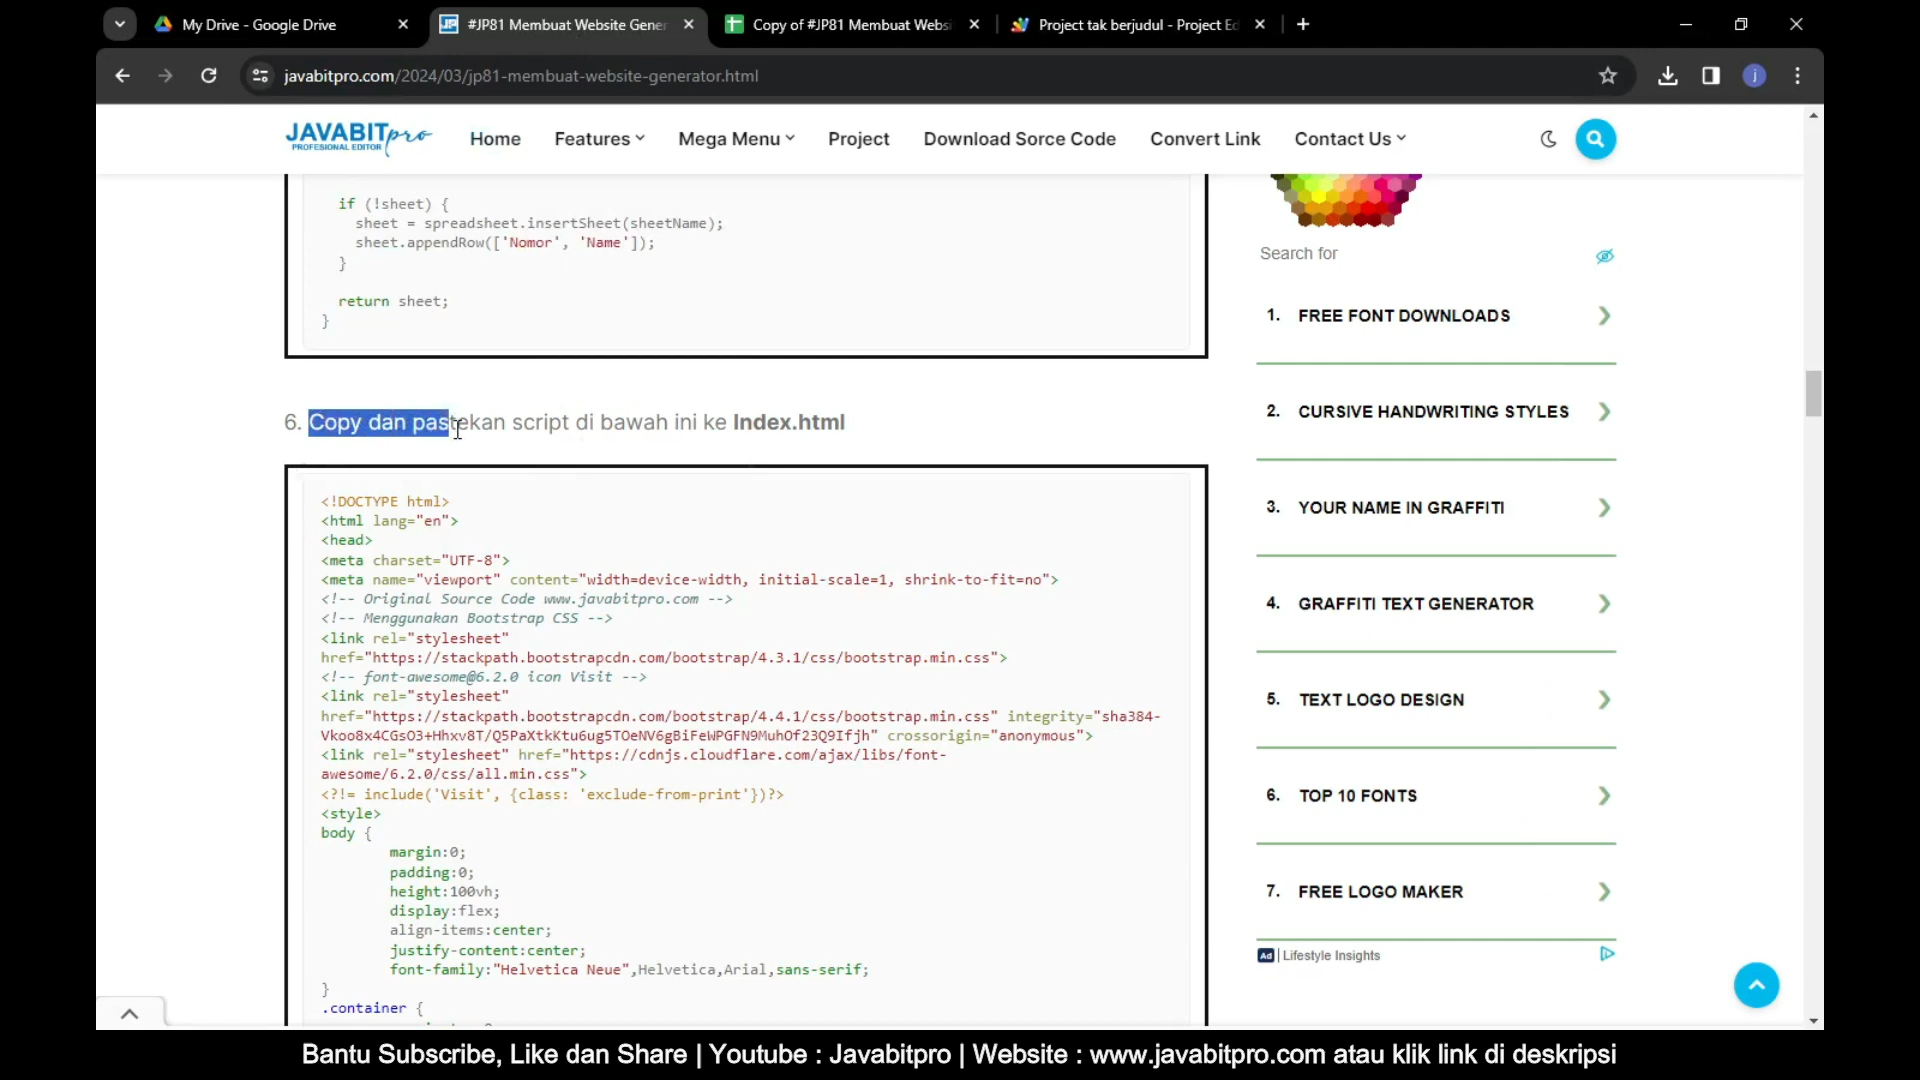 My Drive - Google Drive
#JP81 Membuat Website Gener
Copy of #JP81 Membuat Webs
Project tak berjudul - Project Ed
javabitpro.com/2024/03/jp81-membuat-website-generator.html
j
JAVABITpro
PROFESIONAL EDITOR
Home
Features
Mega Menu
Project
Download Sorce Code
Convert Link
Contact Us
if (!sheet) {
sheet = spreadsheet.insertSheet(sheetName);
sheet.appendRow(['Nomor', 'Name']);
}
return sheet;
}
6. Copy dan pastekan script di bawah ini ke Index.html
<!DOCTYPE html>
<html lang="en">
<head>
<meta charset="UTF-8">
<meta name="viewport" content="width=device-width, initial-scale=1, shrink-to-fit=no">
<!-- Original Source Code www.javabitpro.com -->
<!-- Menggunakan Bootstrap CSS -->
<link rel="stylesheet"
href="https://stackpath.bootstrapcdn.com/bootstrap/4.3.1/css/bootstrap.min.css">
<!-- font-awesome@6.2.0 icon Visit -->
<link rel="stylesheet"
href="https://stackpath.bootstrapcdn.com/bootstrap/4.4.1/css/bootstrap.min.css" integrity="sha384-
Vkoo8x4CGsO3+Hhxv8T/Q5PaXtkKtu6ug5TOeNV6gBiFeWPGFN9MuhOf23Q9Ifjh" crossorigin="anonymous">
<link rel="stylesheet" href="https://cdnjs.cloudflare.com/ajax/libs/font-
awesome/6.2.0/css/all.min.css">
<?!= include('Visit', {class: 'exclude-from-print'})?>
<style>
body {
margin:0;
padding:0;
height:100vh;
display:flex;
align-items:center;
justify-content:center;
font-family:"Helvetica Neue",Helvetica,Arial,sans-serif;
}
.container {
Search for
1. FREE FONT DOWNLOADS
2. CURSIVE HANDWRITING STYLES
3. YOUR NAME IN GRAFFITI
4. GRAFFITI TEXT GENERATOR
5. TEXT LOGO DESIGN
6. TOP 10 FONTS
7. FREE LOGO MAKER
Ad | Lifestyle Insights
Bantu Subscribe, Like dan Share | Youtube : Javabitpro | Website : www.javabitpro.com atau klik link di deskripsi